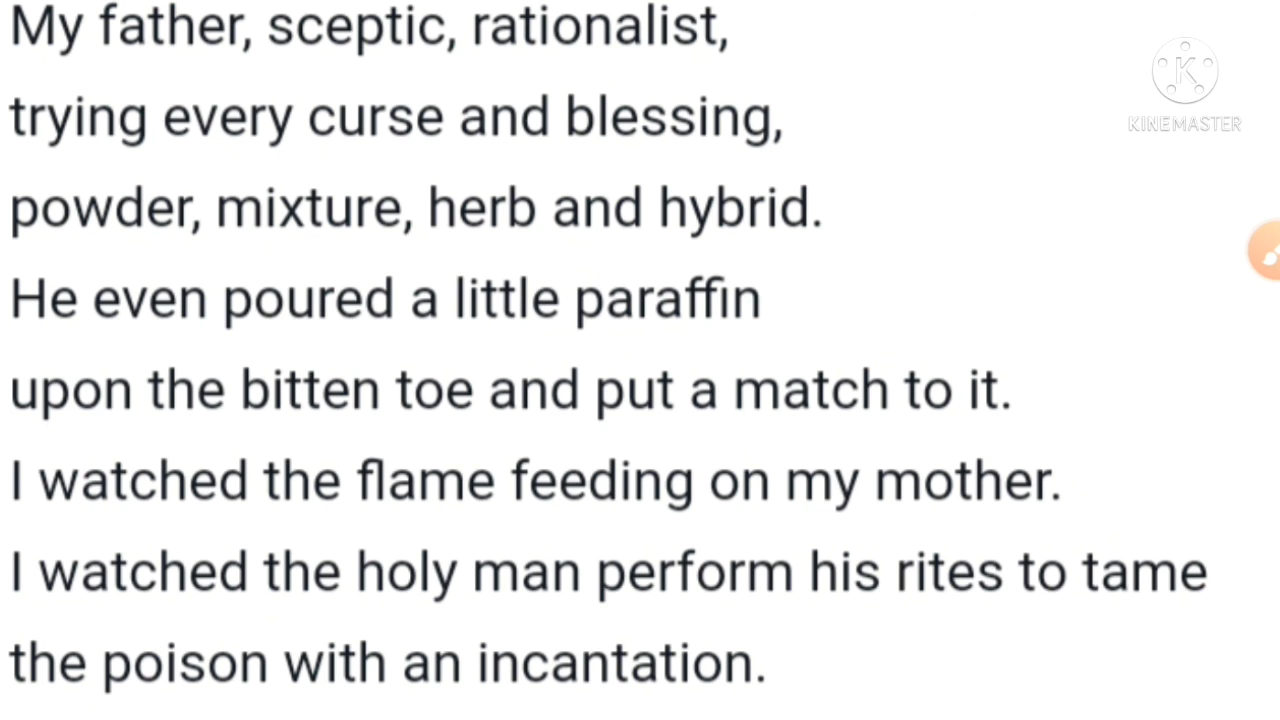 My father, sceptic, rationalist,
trying every curse and blessing,
powder, mixture, herb and hybrid.
He even poured a little paraffin
upon the bitten toe and put a match to it.
I watched the flame feeding on my mother.
I watched the holy man perform his rites to tame
the poison with an incantation.
K
KINEMASTER